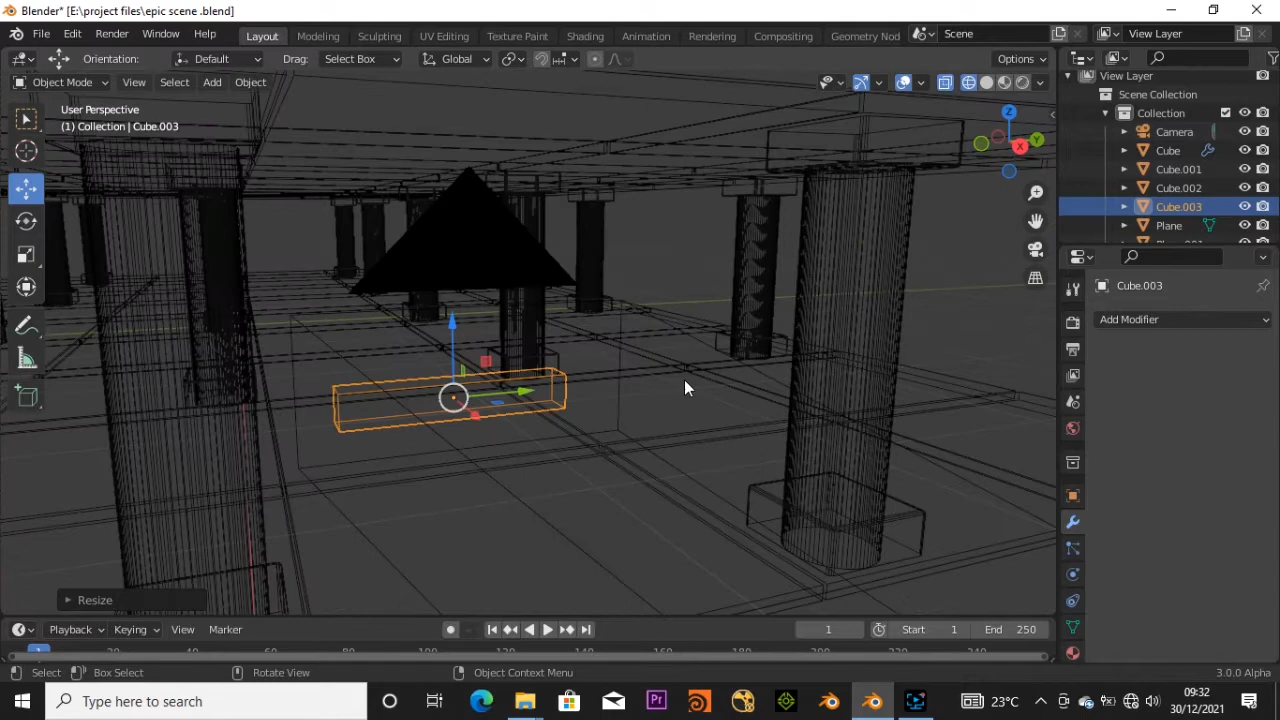 Blender* [E:\project files\epic scene .blend]
File Edit Render Window Help Layout Modeling Sculpting UV Editing Texture Paint Shading Animation Rendering Compositing Geometry Nod Scene View Layer
Orientation: Default Drag: Select Box Global Options
Object Mode View Select Add Object
User Perspective
(1) Collection | Cube.003
Z
Y
X
View Layer
Scene Collection
Collection
Camera
Cube
Cube.001
Cube.002
Cube.003
Plane
Cube.003
Add Modifier
Resize
Playback Keying View Marker 1 Start 1 End 250
1
Select Box Select Rotate View Object Context Menu 3.0.0 Alpha
Type here to search
Pr
23°C
09:32
30/12/2021